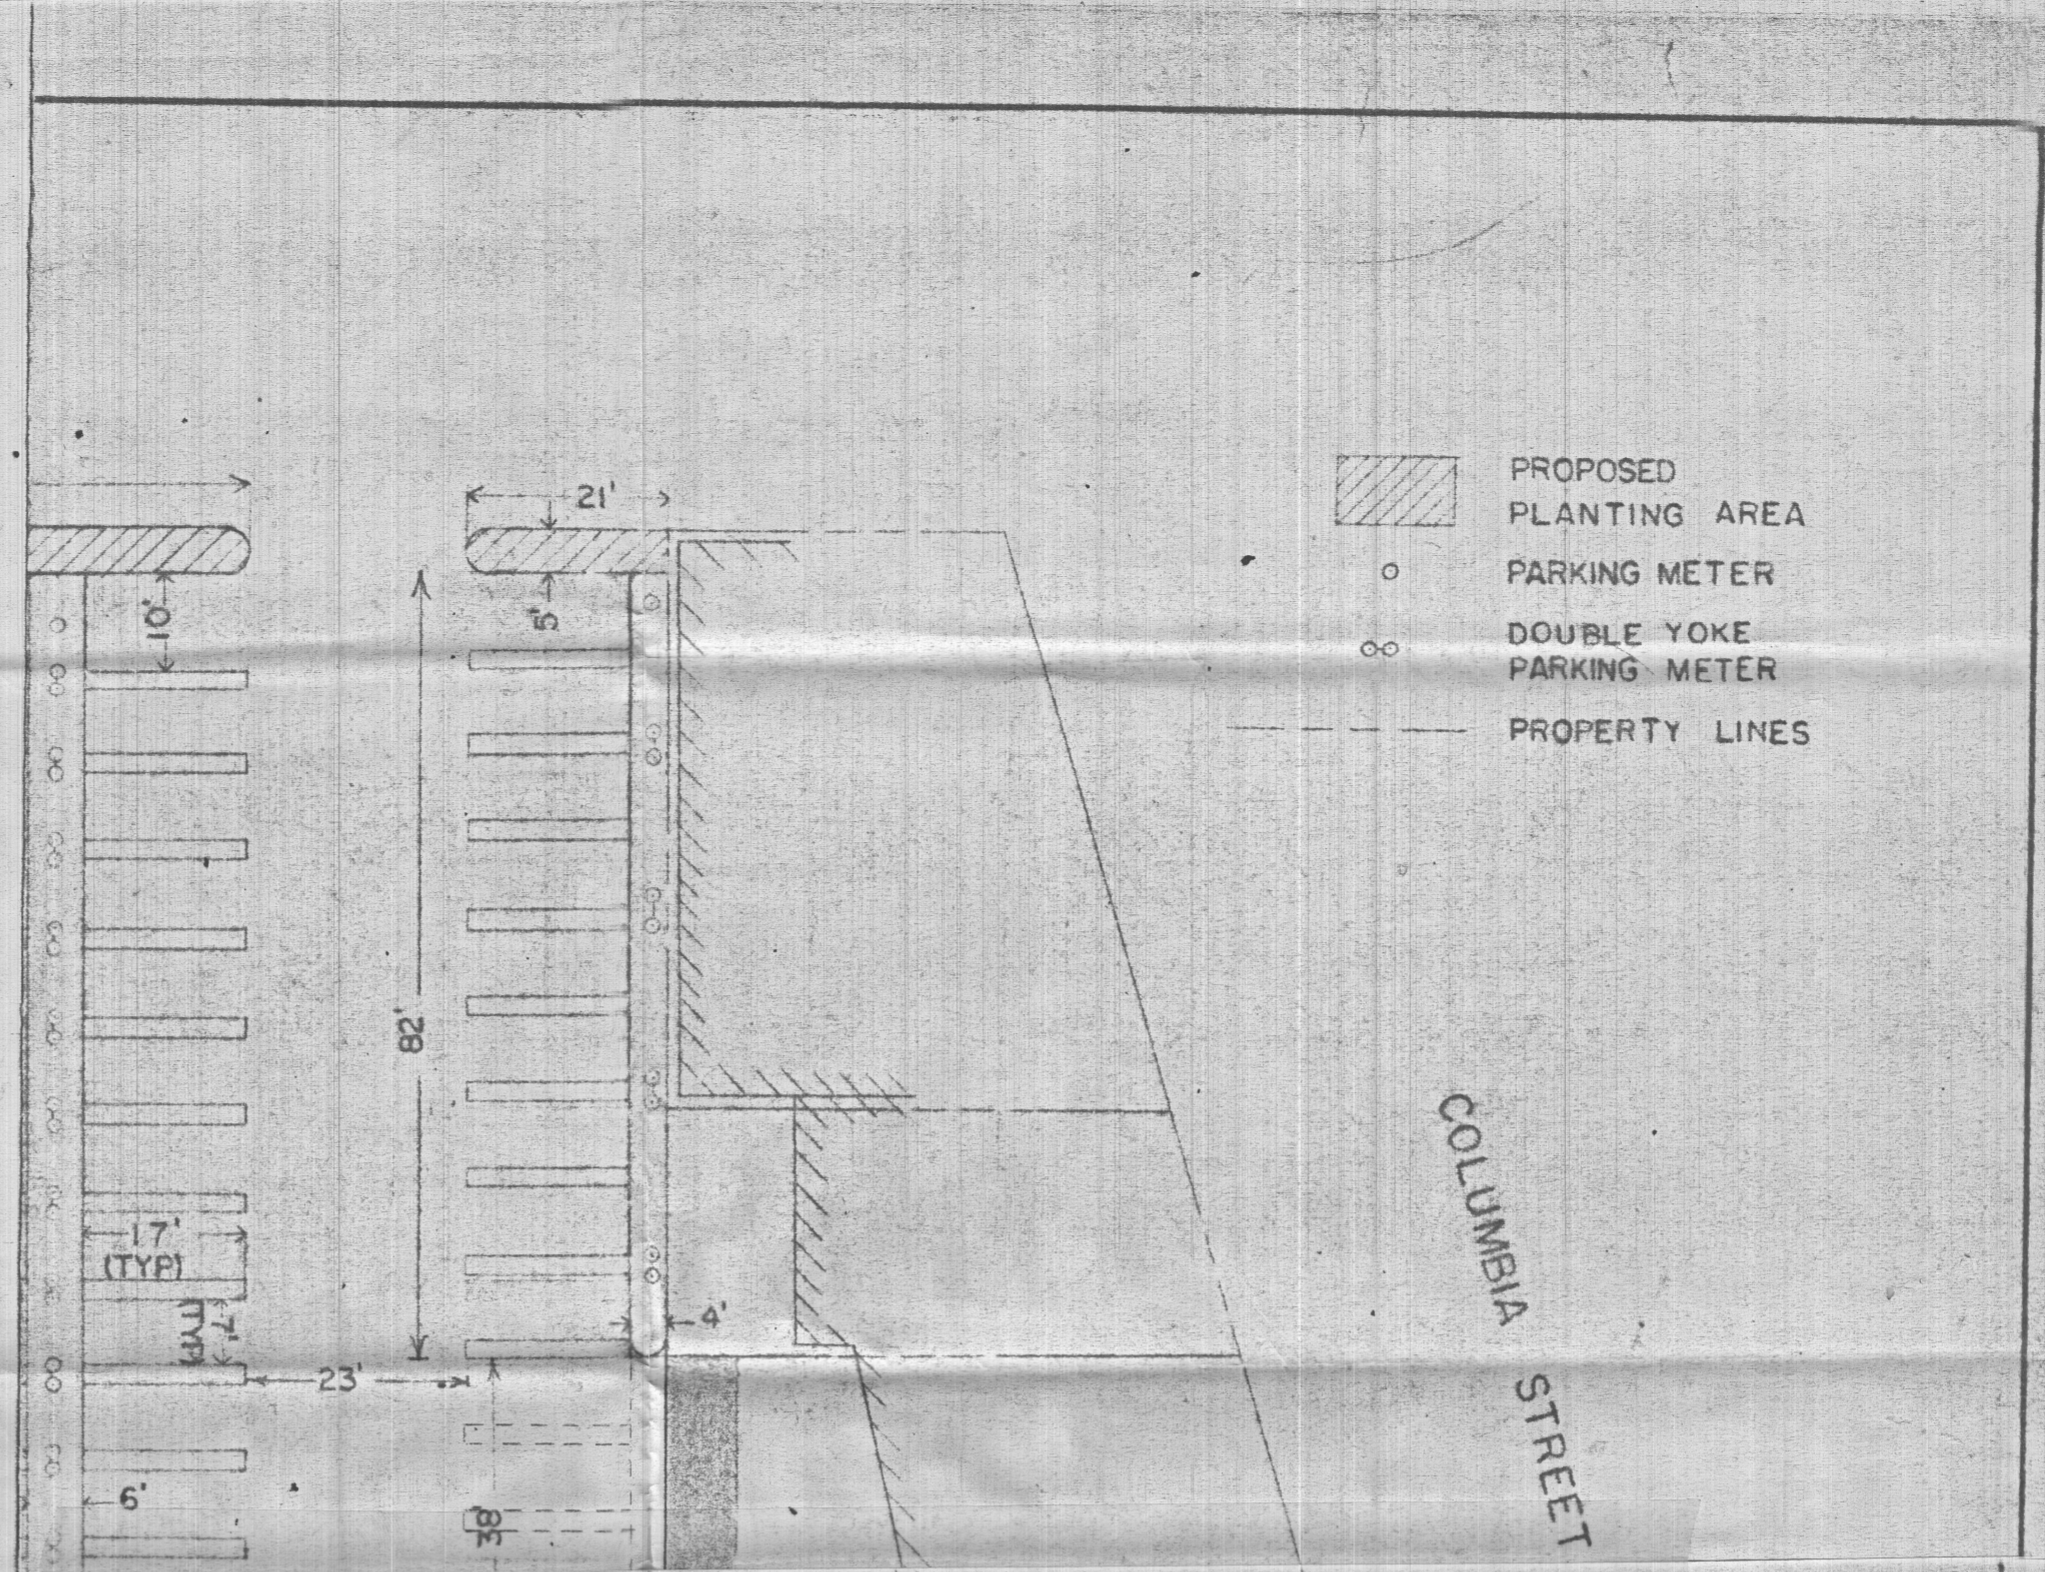 21'
PROPOSED
PLANTING AREA
PARKING METER
DOUBLE YOKE
PARKING METER
PROPERTY LINES
10'
5'
82'
17'
(TYP)
7'
(TYP)
4'
23'
6'
38'
COLUMBIA STREET